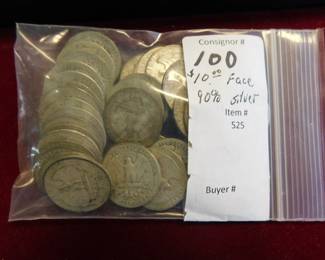 Consignor #
100
$10.00 Face
90% Silver
Item #
525
Buyer #